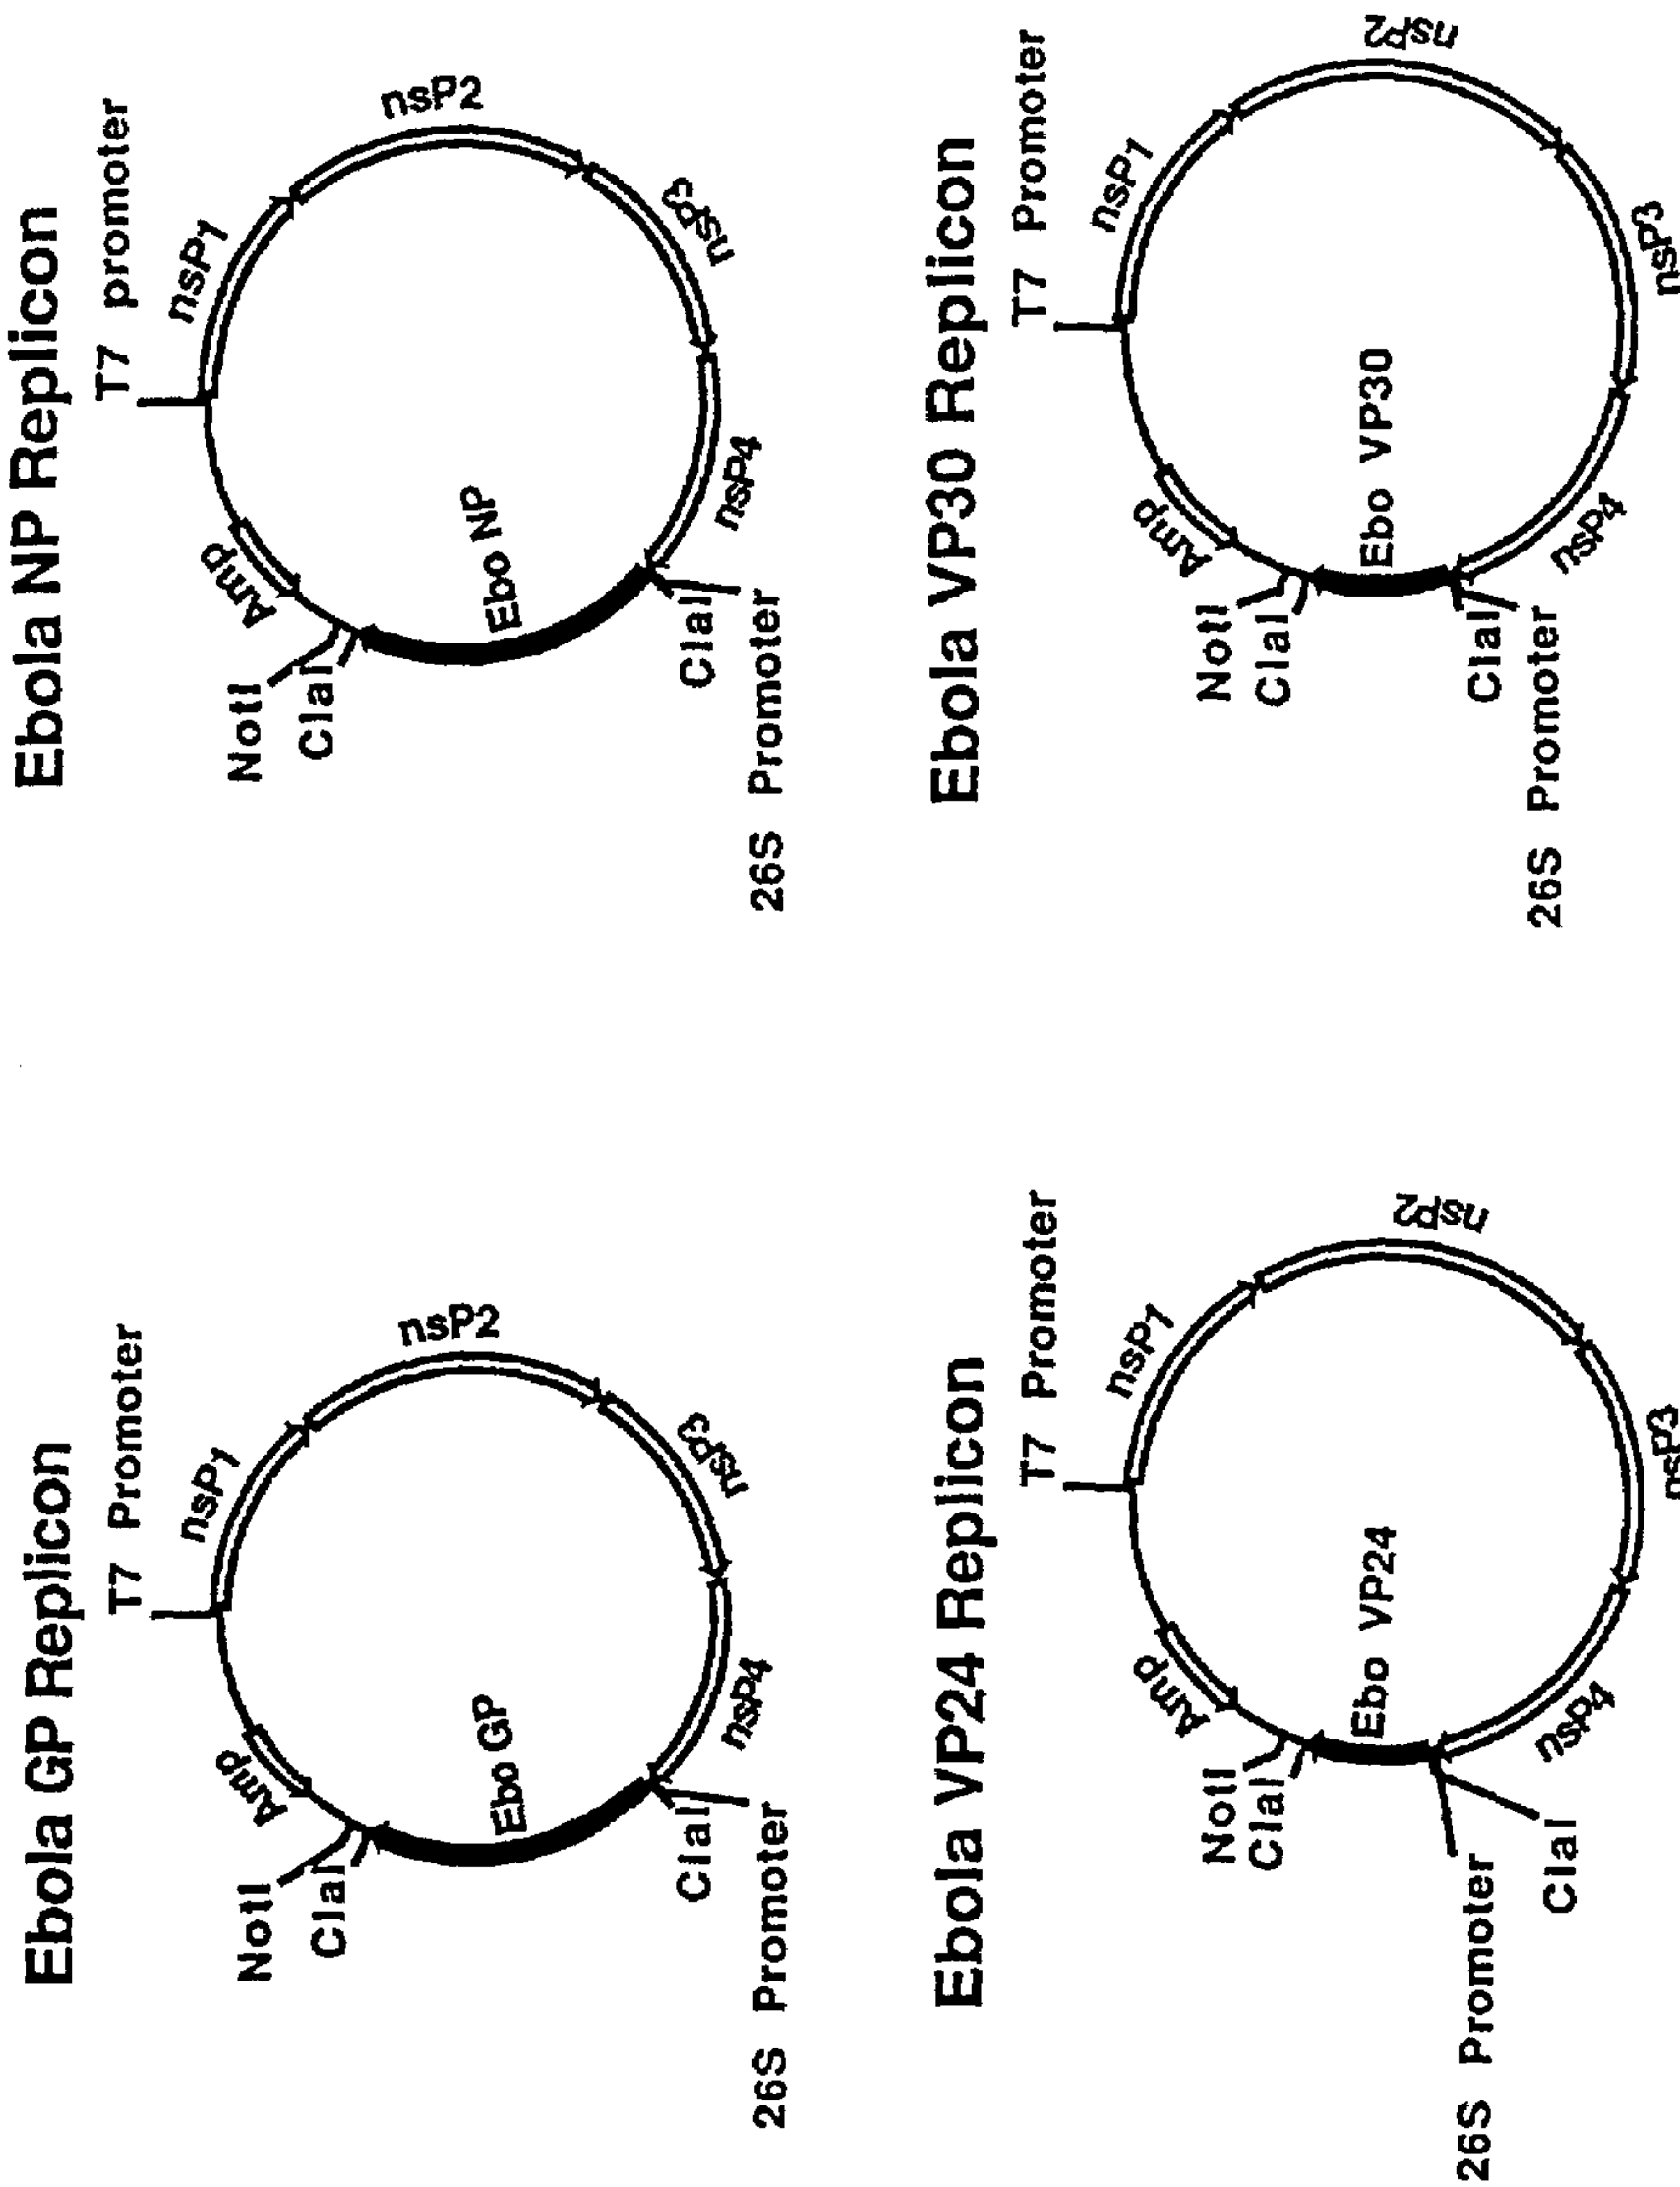 Ebola GP Replicon
T7 Promoter
nsP1
nsP2
nsP3
nsP4
Amp
NotI
ClaI
Ebo GP
ClaI
26S Promoter
Ebola NP Replicon
T7 promoter
nsP1
nsP2
nsP3
nsP4
Amp
NotI
ClaI
Ebo NP
ClaI
26S Promoter
Ebola VP24 Replicon
T7 Promoter
nsP1
nsP2
nsP3
nsP4
Amp
NotI
ClaI
Ebo VP24
26S Promoter
ClaI
Ebola VP30 Replicon
T7 Promoter
nsP1
nsP2
nsP3
nsP4
Amp
NotI
ClaI
Ebo VP30
ClaI
26S Promoter